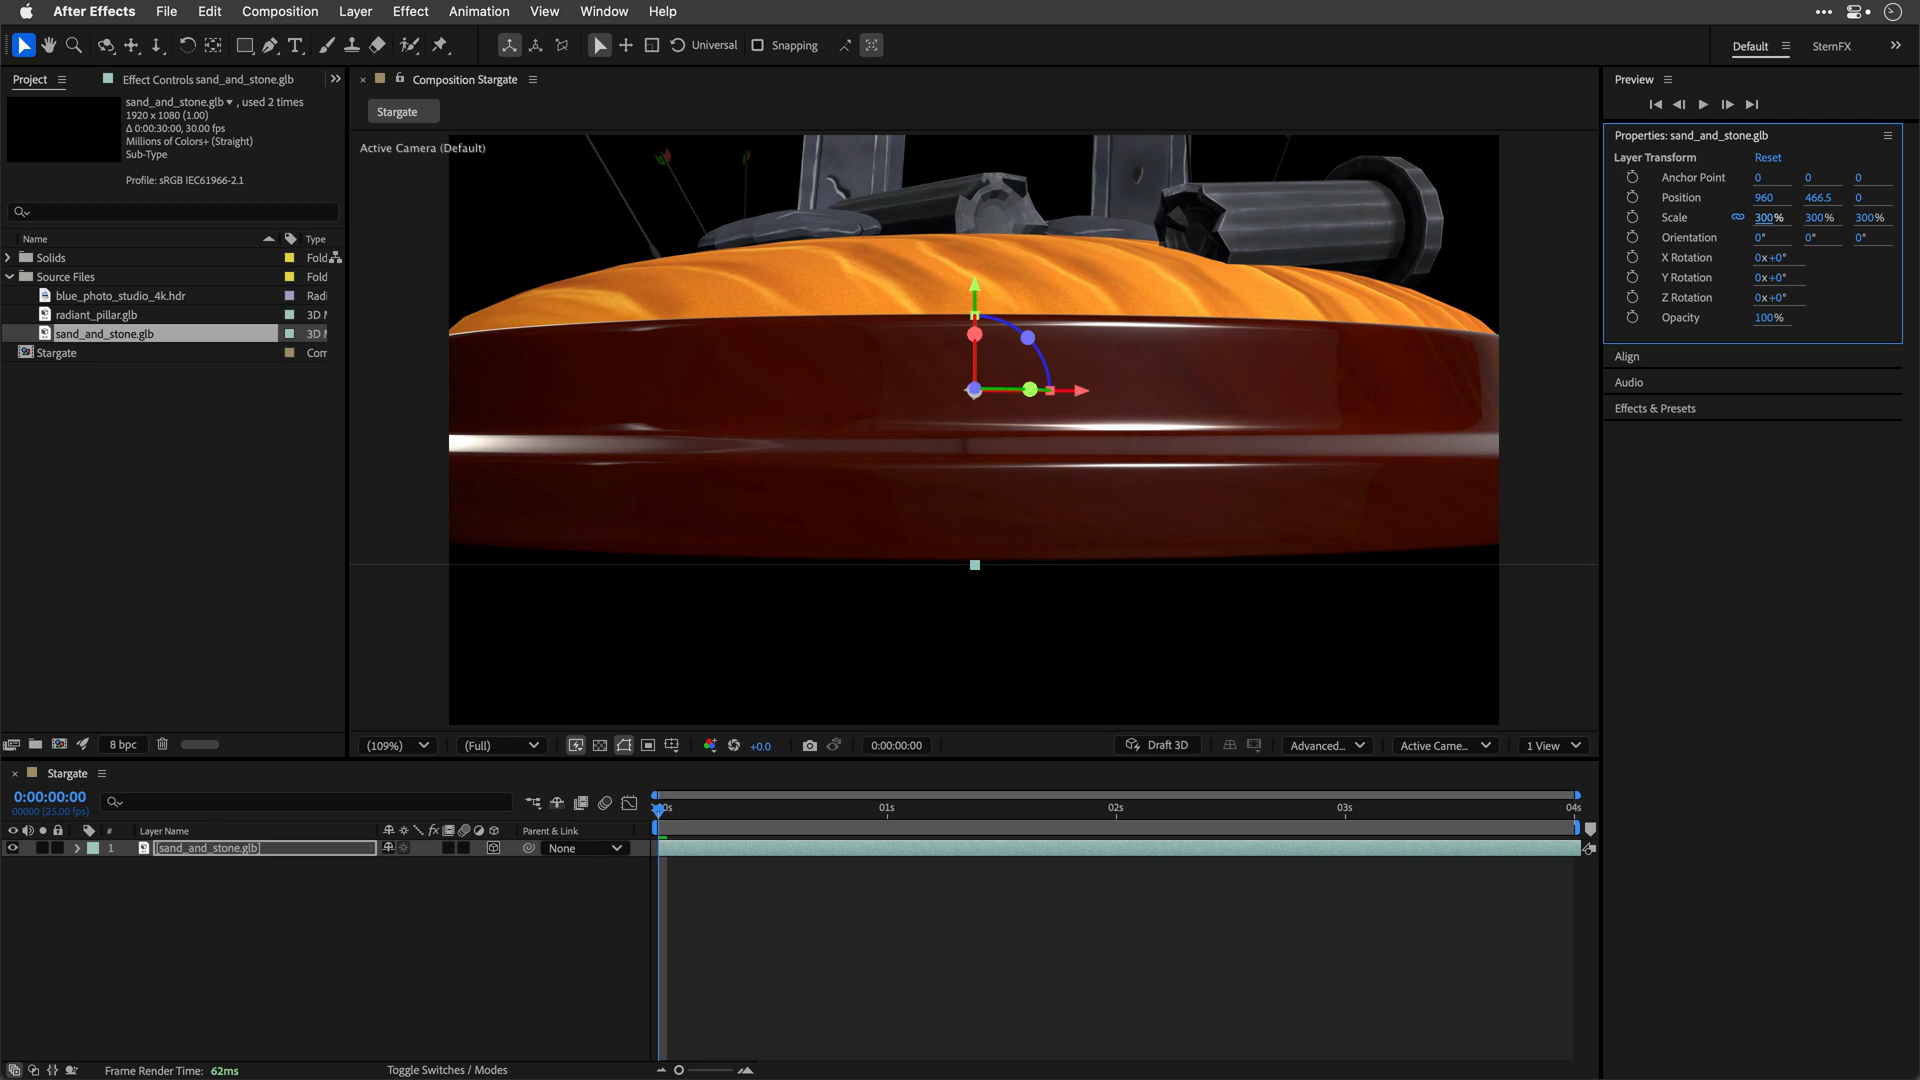 After Effects File Edit Composition Layer Effect Animation View Window Help
Universal Snapping Default SternFX
Project Effect Controls sand_and_stone.glb
sand_and_stone.glb , used 2 times
1920 x 1080 (1.00)
Δ 0:00:30:00, 30.00 fps
Millions of Colors+ (Straight)
Sub-Type
Profile: sRGB IEC61966-2.1
Name Type
Solids Fold
Source Files Fold
blue_photo_studio_4k.hdr Radi
radiant_pillar.glb 3D
sand_and_stone.glb 3D
Stargate Com
8 bpc
Composition Stargate
Stargate
Active Camera (Default)
(109%) (Full) +0.0 0:00:00:00 Draft 3D Advanced... Active Came... 1 View
Preview
Properties: sand_and_stone.glb
Layer Transform Reset
Anchor Point 0 0 0
Position 960 466.5 0
Scale 300% 300% 300%
Orientation 0° 0° 0°
X Rotation 0x+0°
Y Rotation 0x+0°
Z Rotation 0x+0°
Opacity 100%
Align
Audio
Effects & Presets
Stargate
0:00:00:00
00000 (25.00 fps)
01s 02s 03s 04s
# Layer Name fx Parent & Link
1 [sand_and_stone.glb] None
Frame Render Time: 62ms Toggle Switches / Modes